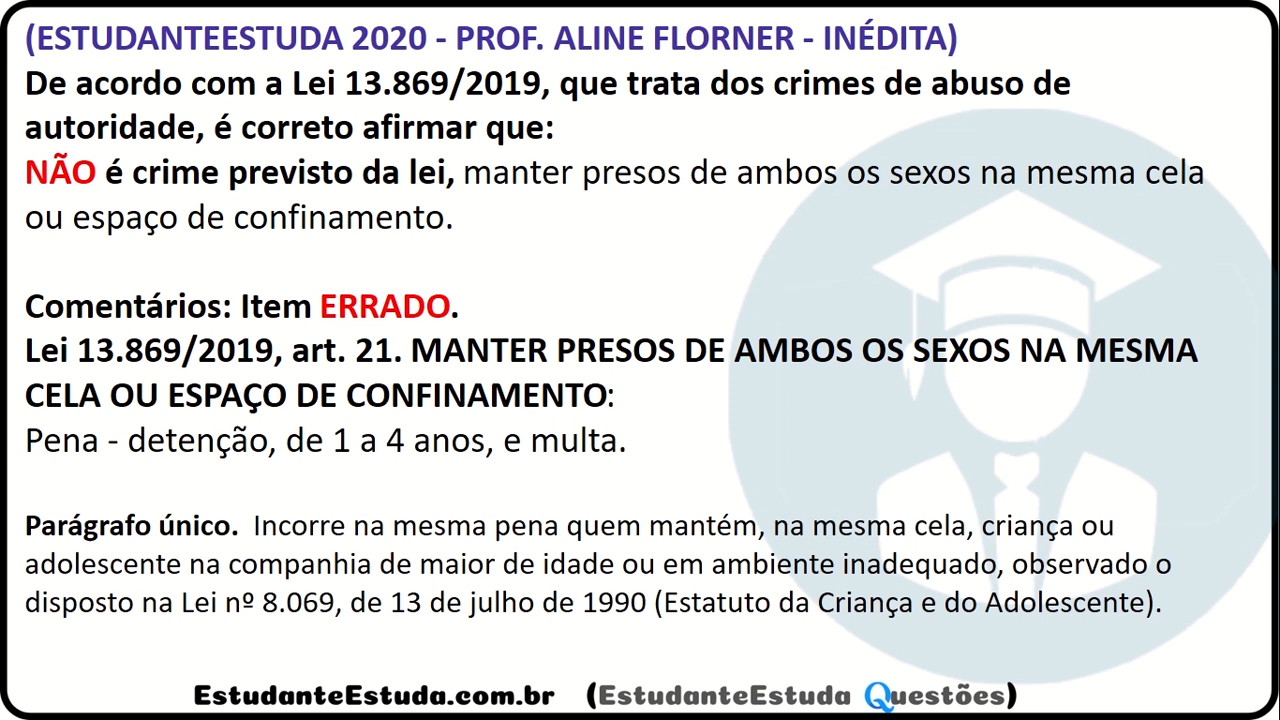 (ESTUDANTEESTUDA 2020 - PROF. ALINE FLORNER - INÉDITA)
De acordo com a Lei 13.869/2019, que trata dos crimes de abuso de
autoridade, é correto afirmar que:
NÃO é crime previsto da lei, manter presos de ambos os sexos na mesma cela
ou espaço de confinamento.
Comentários: Item ERRADO.
Lei 13.869/2019, art. 21. MANTER PRESOS DE AMBOS OS SEXOS NA MESMA
CELA OU ESPAÇO DE CONFINAMENTO:
Pena - detenção, de 1 a 4 anos, e multa.
Parágrafo único. Incorre na mesma pena quem mantém, na mesma cela, criança ou
adolescente na companhia de maior de idade ou em ambiente inadequado, observado o
disposto na Lei nº 8.069, de 13 de julho de 1990 (Estatuto da Criança e do Adolescente).
EstudanteEstuda.com.br (EstudanteEstuda Questões)